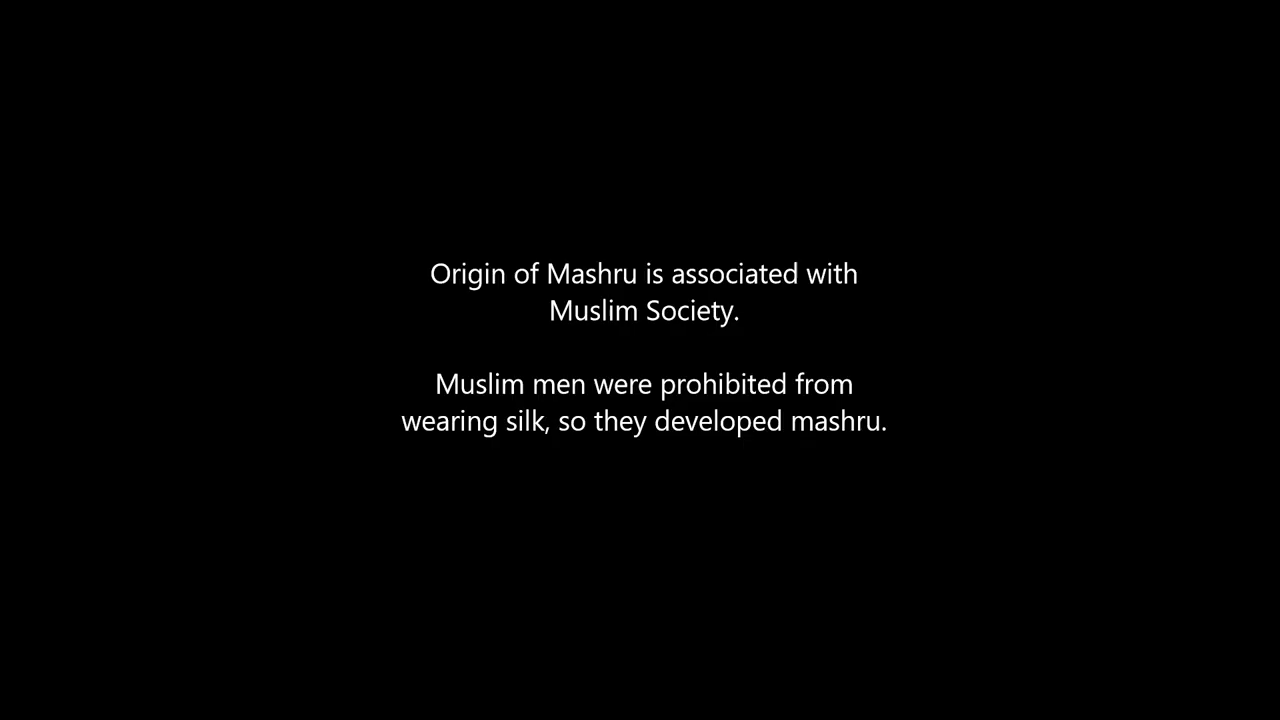 Origin of Mashru is associated with
Muslim Society.
Muslim men were prohibited from
wearing silk, so they developed mashru.